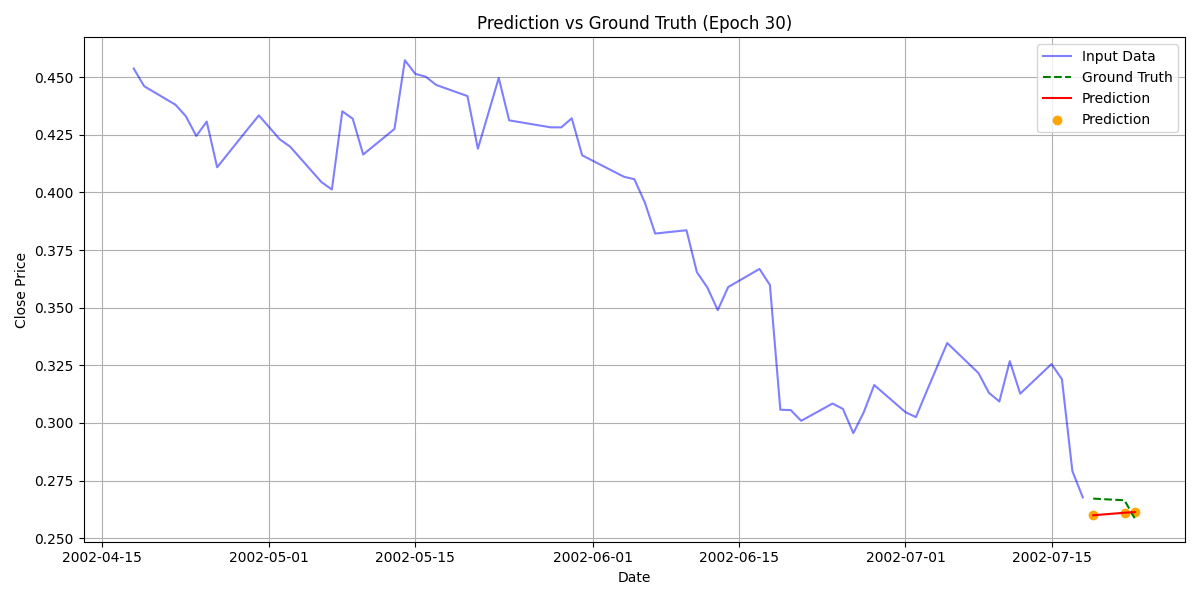 Prediction vs Ground Truth (Epoch 30)
Input Data
Ground Truth
Prediction
Prediction
0.450
0.425
0.400
0.375
0.350
0.325
0.300
0.275
0.250
Close Price
2002-04-15
2002-05-01
2002-05-15
2002-06-01
2002-06-15
2002-07-01
2002-07-15
Date